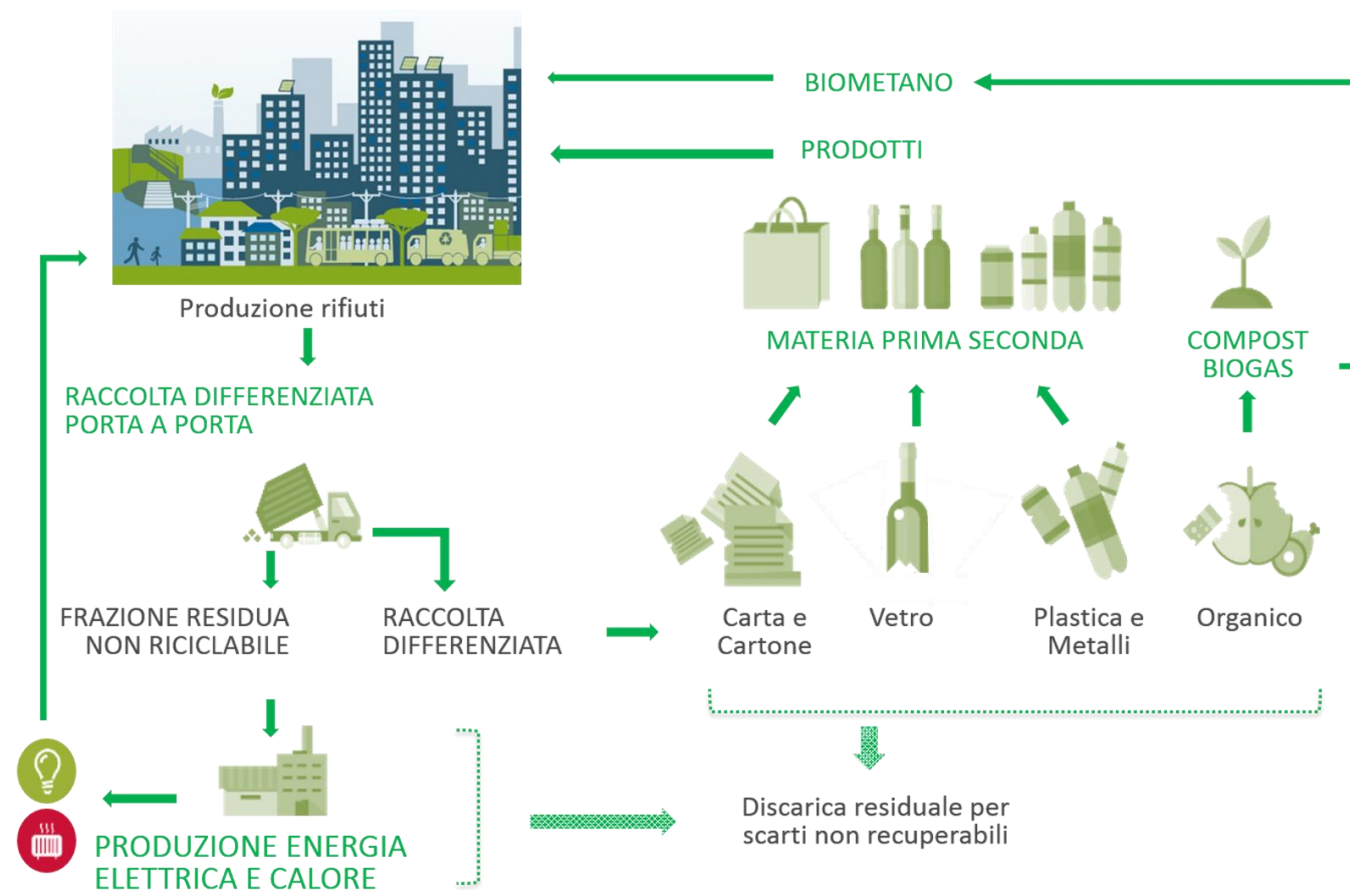 BIOMETANO
PRODOTTI
Produzione rifiuti
MATERIA PRIMA SECONDA
COMPOST
BIOGAS
RACCOLTA DIFFERENZIATA
PORTA A PORTA
FRAZIONE RESIDUA
NON RICICLABILE
RACCOLTA
DIFFERENZIATA
Carta e
Cartone
Vetro
Plastica e
Metalli
Organico
Discarica residuale per
scarti non recuperabili
PRODUZIONE ENERGIA
ELETTRICA E CALORE